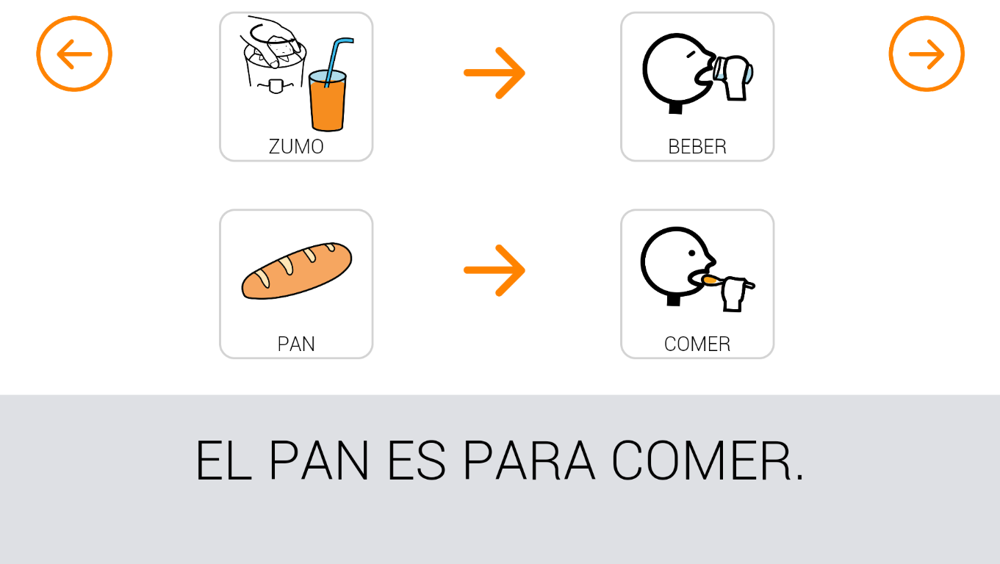 ZUMO
BEBER
PAN
COMER
EL PAN ES PARA COMER.